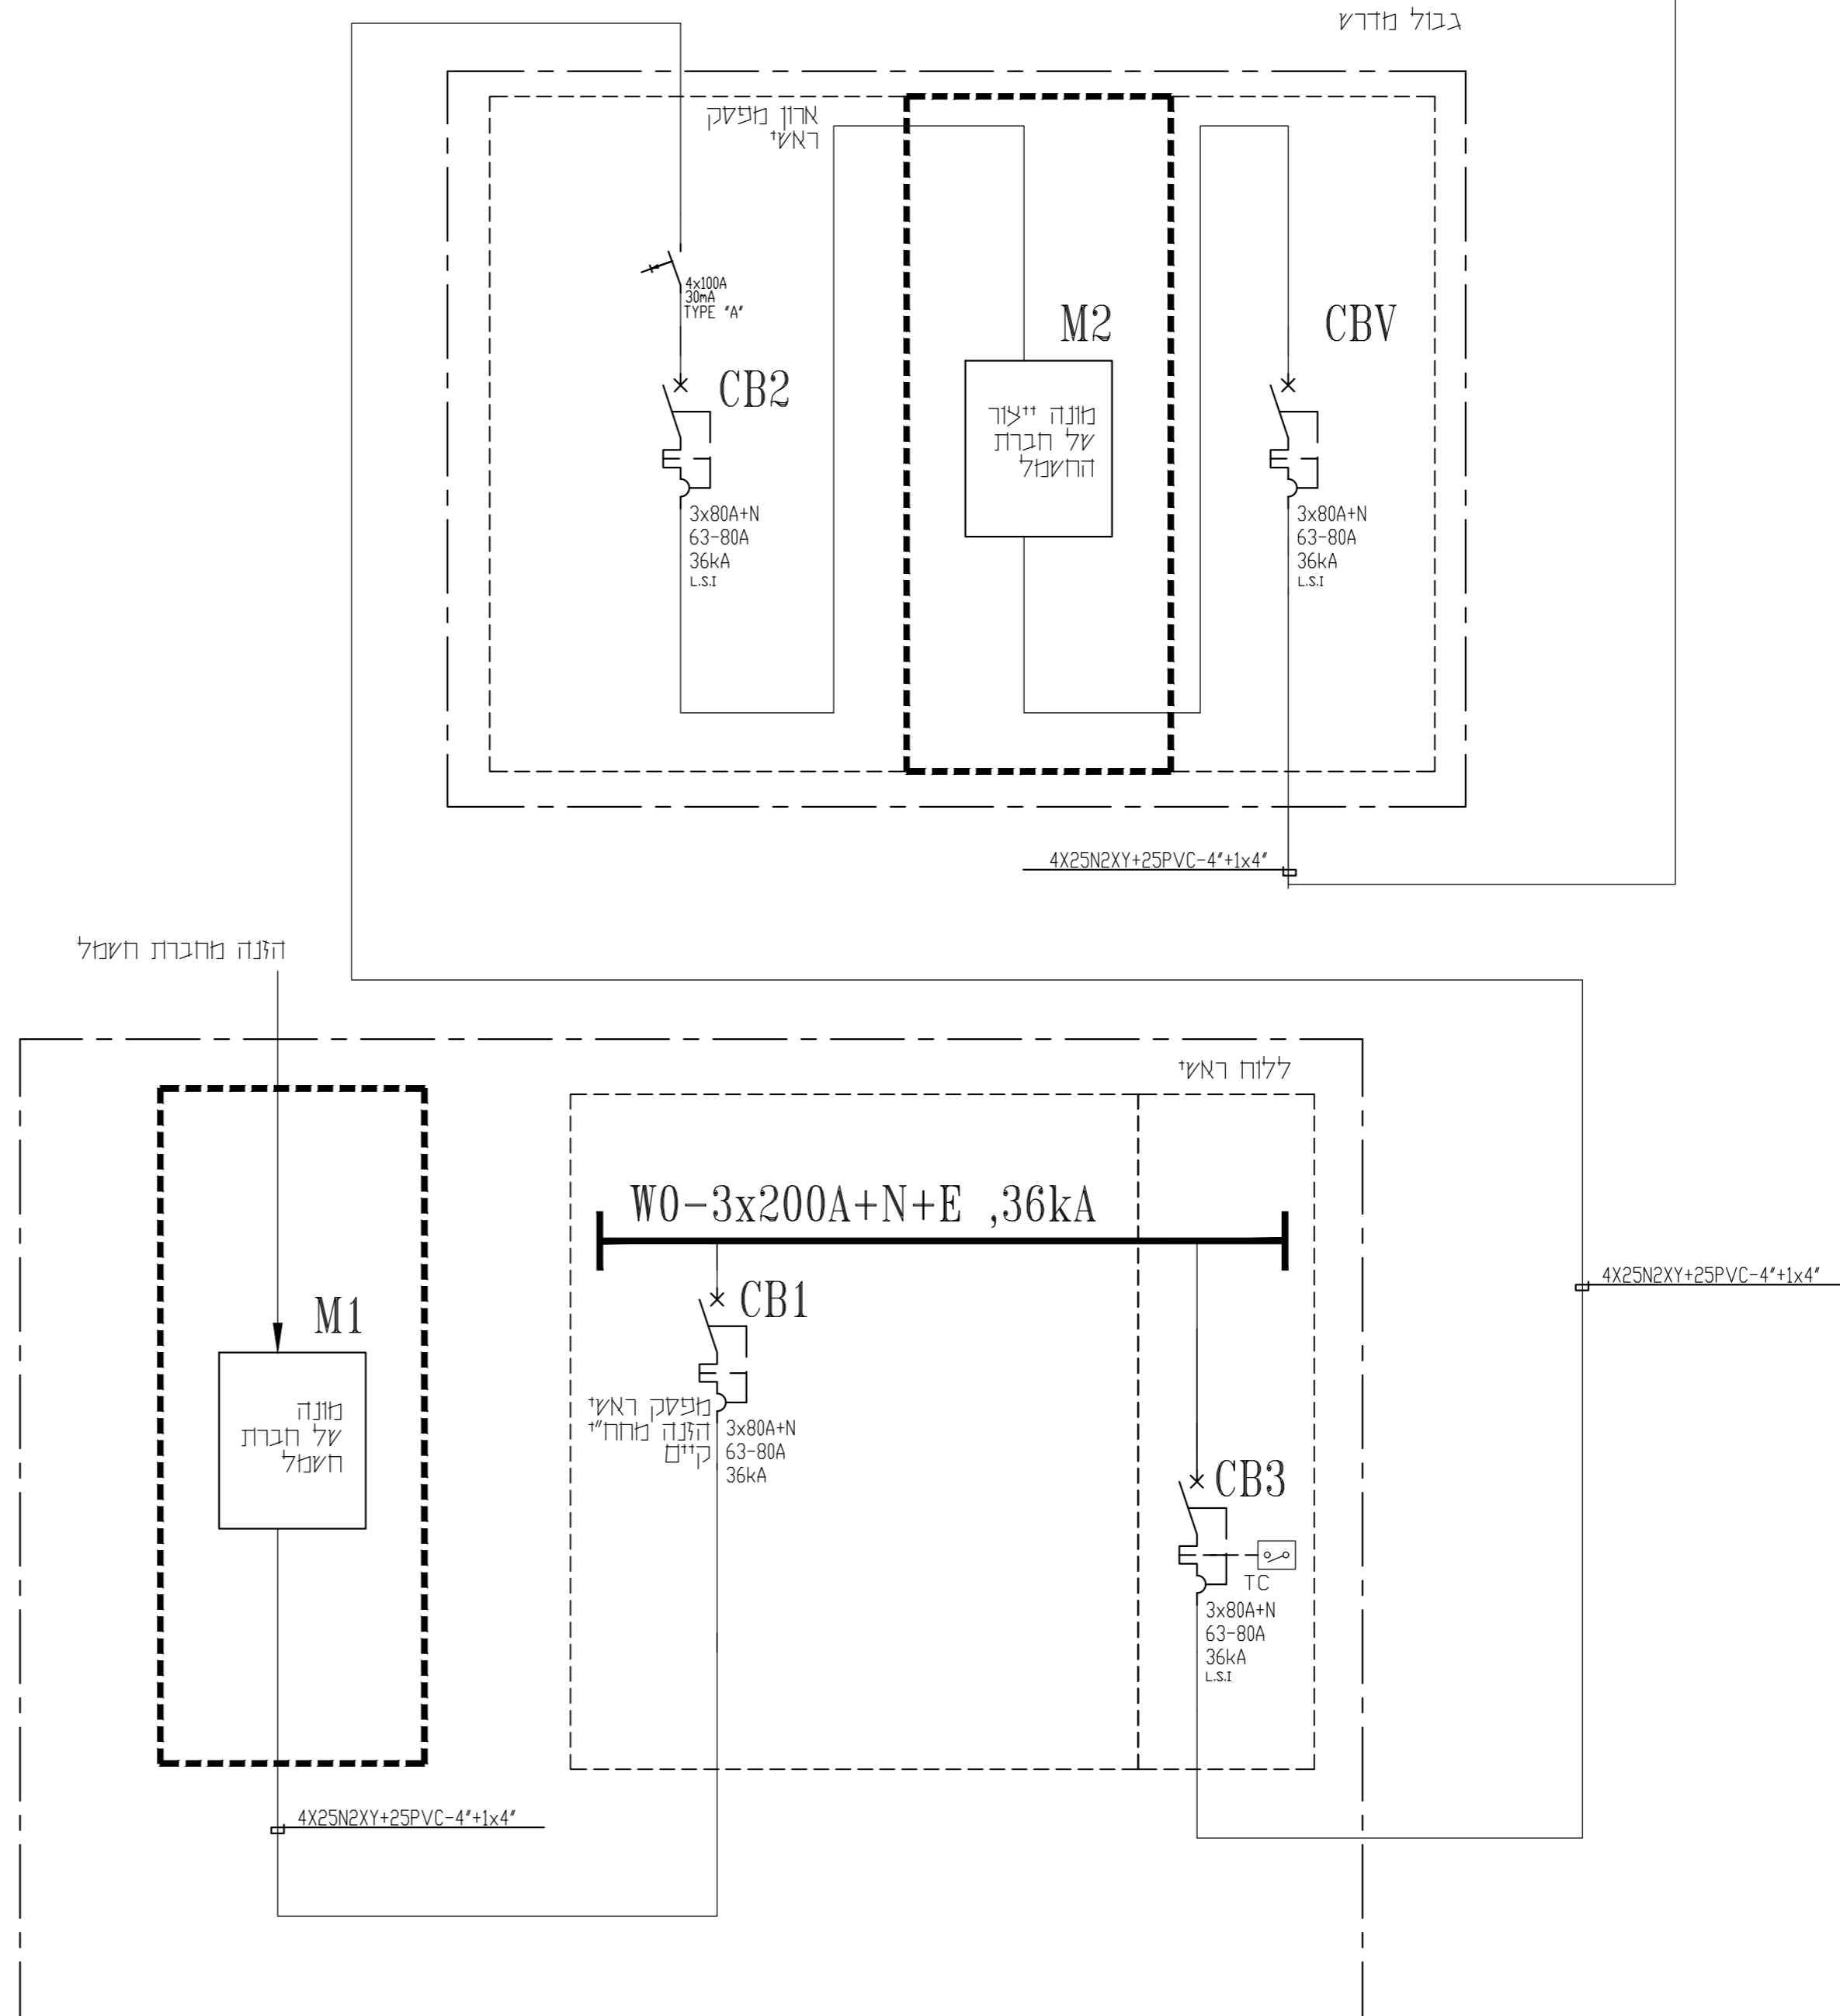 גבול מדרש
ארון מפסק
ראשי
4x100A
30mA
TYPE "A"
CB2
3x80A+N
63-80A
36kA
L.S.I
M2
מונה ייצור
של חברת
החשמל
CBV
3x80A+N
63-80A
36kA
L.S.I
4X25N2XY+25PVC-4"+1x4"
הזנה מחברת חשמל
ללוח ראשי
W0-3x200A+N+E ,36kA
M1
מונה
של חברת
חשמל
CB1
מפסק ראשי
הזנה מחח"י
קיים
3x80A+N
63-80A
36kA
CB3
TC
3x80A+N
63-80A
36kA
L.S.I
4X25N2XY+25PVC-4"+1x4"
4X25N2XY+25PVC-4"+1x4"